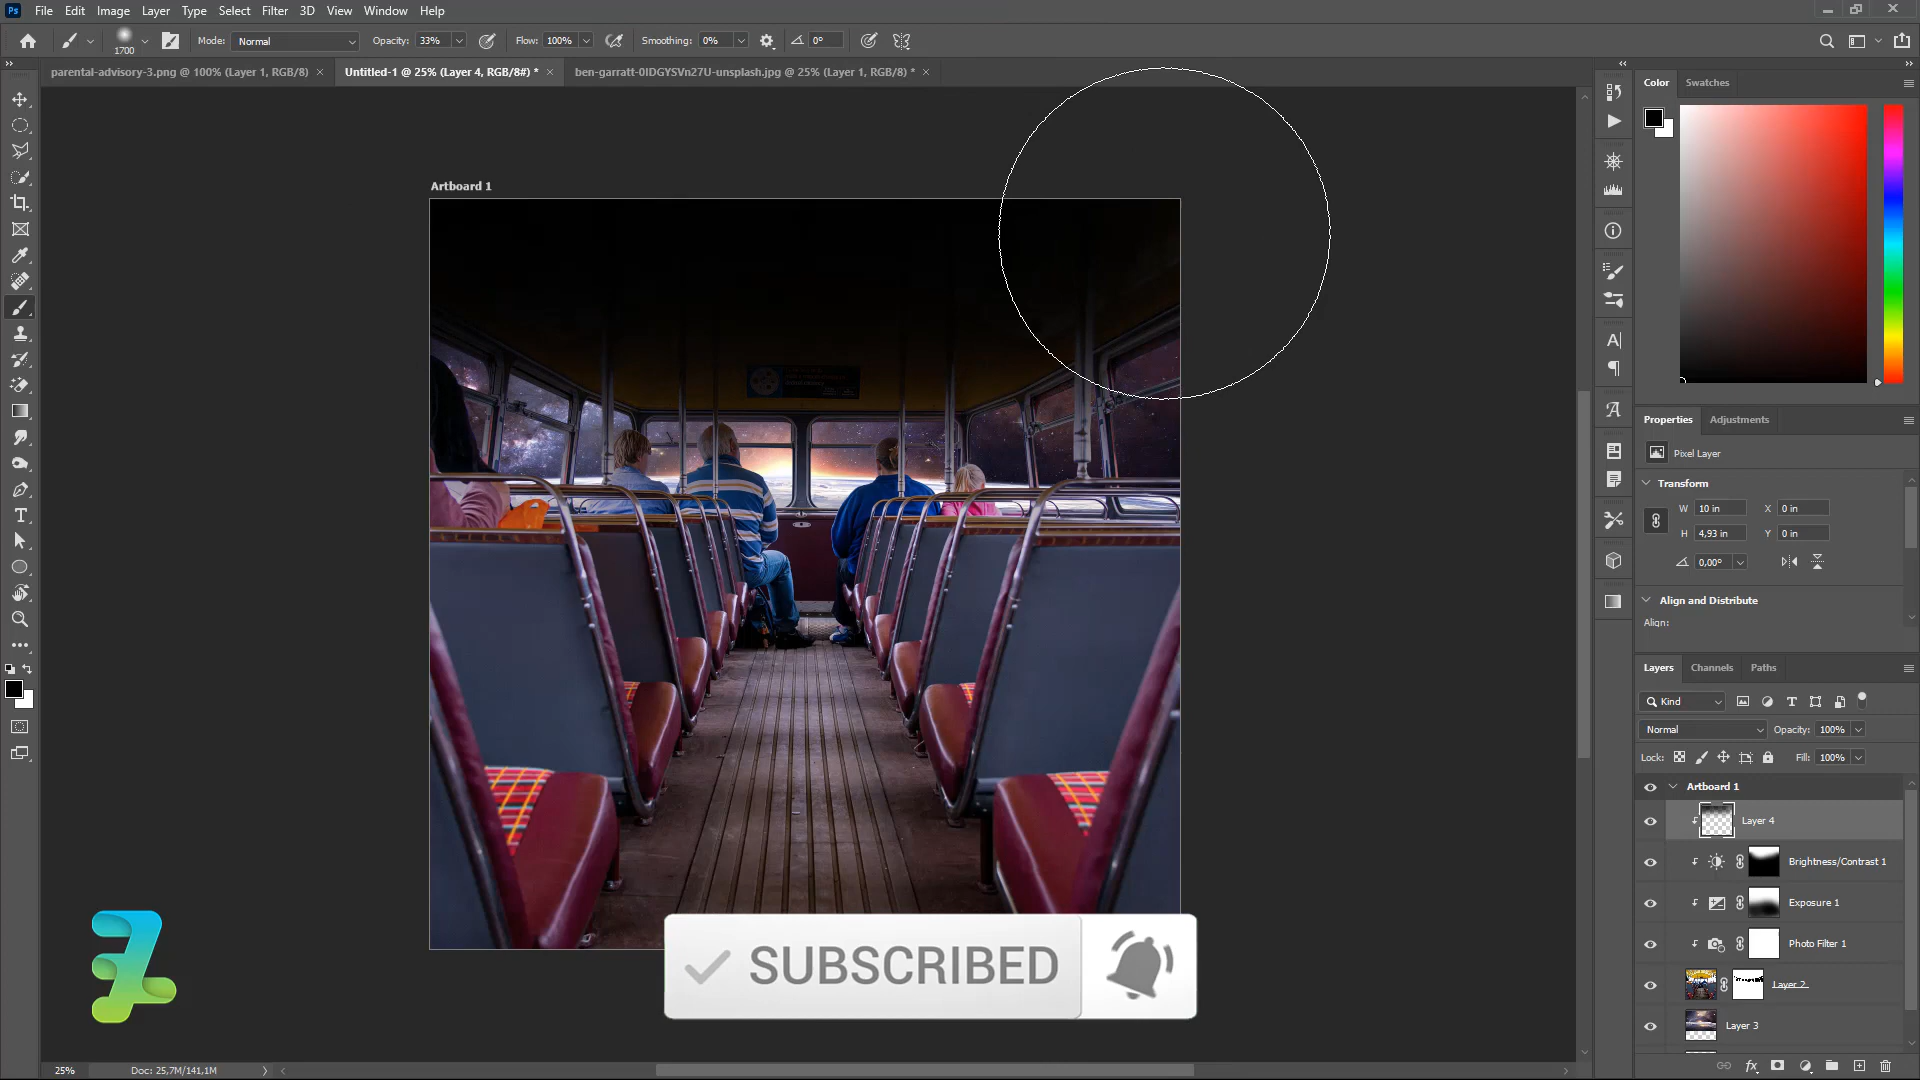 Ps File Edit Image Layer Type Select Filter 3D View Window Help
1700 Mode: Normal Opacity: 33% Flow: 100% Smoothing: 0% 0°
parental-advisory-3.png @ 100% (Layer 1, RGB/8) × Untitled-1 @ 25% (Layer 4, RGB/8#) * × ben-garratt-0lDGYSVn27U-unsplash.jpg @ 25% (Layer 1, RGB/8) * ×
Color Swatches
Artboard 1
Properties Adjustments
Pixel Layer
Transform
W 10 in X 0 in
H 4,93 in Y 0 in
0,00°
Align and Distribute
Align:
Layers Channels Paths
Kind
Normal Opacity: 100%
Lock: Fill: 100%
Artboard 1
Layer 4
Brightness/Contrast 1
Exposure 1
Photo Filter 1
Layer 2
Layer 3
SUBSCRIBED
25% Doc: 25,7M/141,1M